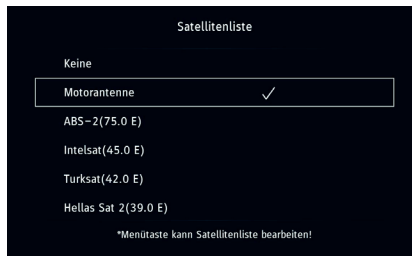 Satellitenliste
Keine
Motorantenne
ABS-2(75.0 E)
Intelsat(45.0 E)
Turksat(42.0 E)
Hellas Sat 2(39.0 E)
*Menütaste kann Satellitenliste bearbeiten!